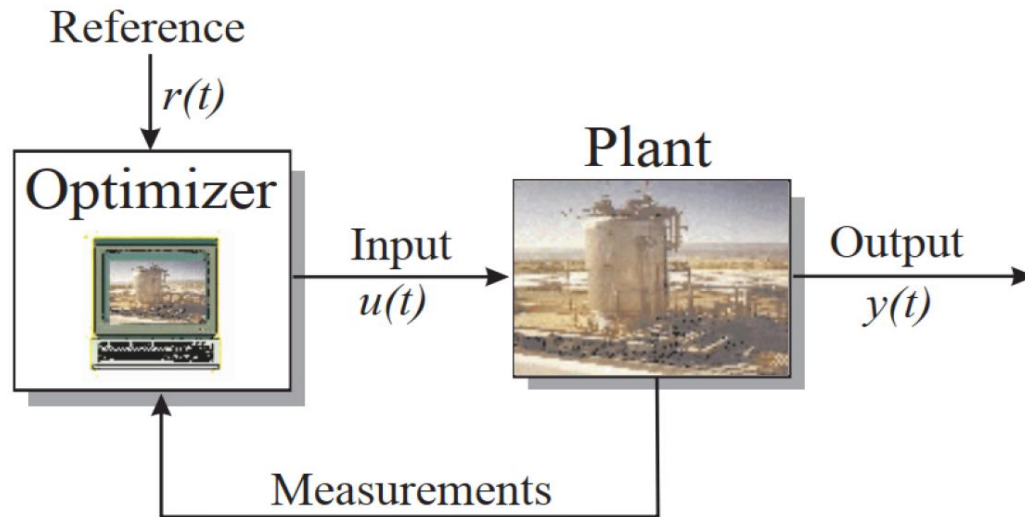 Reference
r(t)
Optimizer
Plant
Input
u(t)
Output
y(t)
Measurements